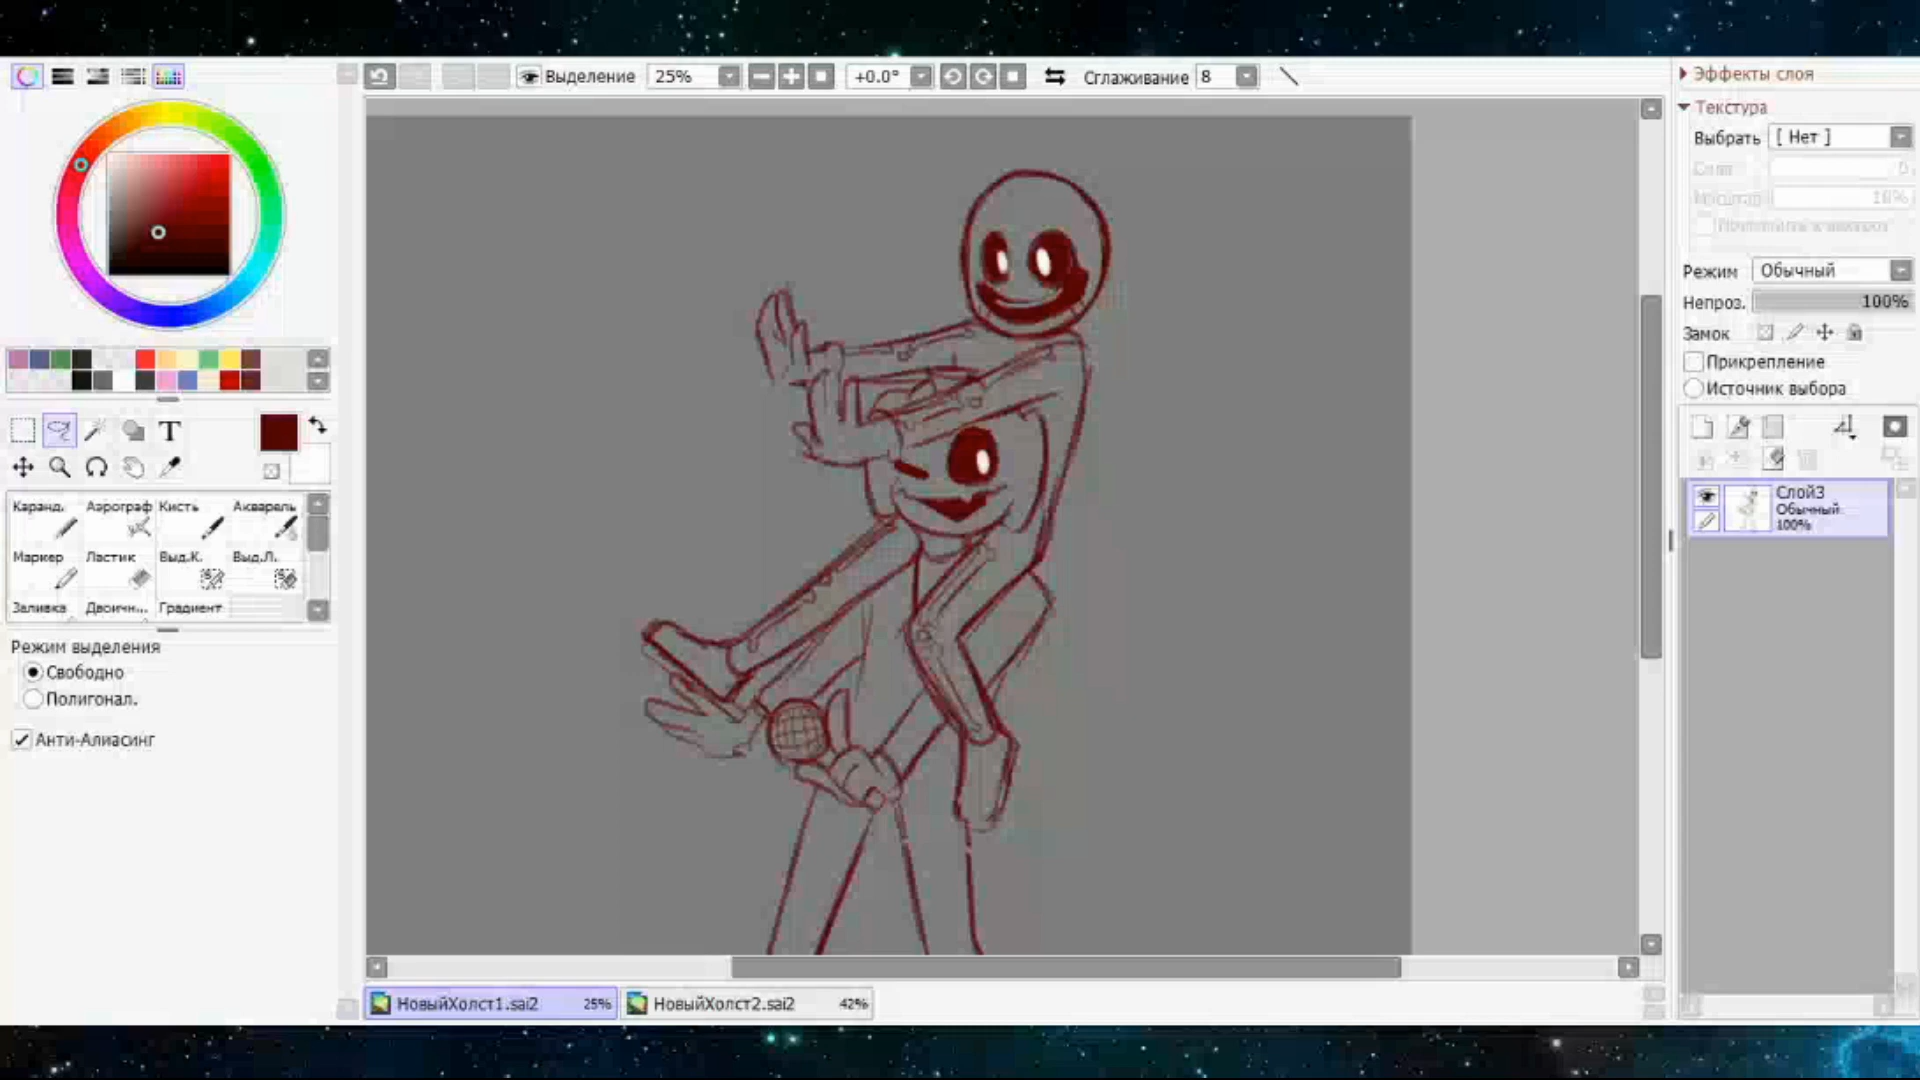 Выделение 25% +0.0° Сглаживание 8
Эффекты слоя
Текстура
Выбрать [ Нет ]
Режим Обычный
Непроз. 100%
Замок
Прикрепление
Источник выбора
Слой3
Обычный
100%
T
Каранд. Аэрограф Кисть Акварель
Маркер Ластик Выд.К. Выд.Л.
Заливка Двоичн... Градиент
Режим выделения
Свободно
Полигонал.
Анти-Алиасинг
НовыйХолст1.sai2 25% НовыйХолст2.sai2 42%